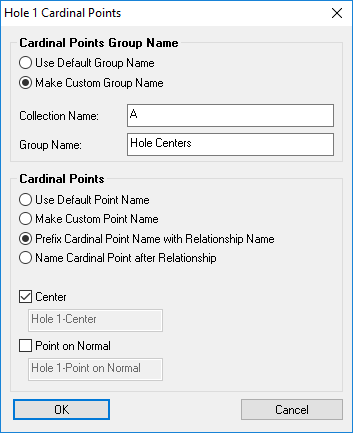 Hole 1 Cardinal Points
Cardinal Points Group Name
Use Default Group Name
Make Custom Group Name
Collection Name: A
Group Name: Hole Centers
Cardinal Points
Use Default Point Name
Make Custom Point Name
Prefix Cardinal Point Name with Relationship Name
Name Cardinal Point after Relationship
Center
Hole 1-Center
Point on Normal
Hole 1-Point on Normal
OK Cancel